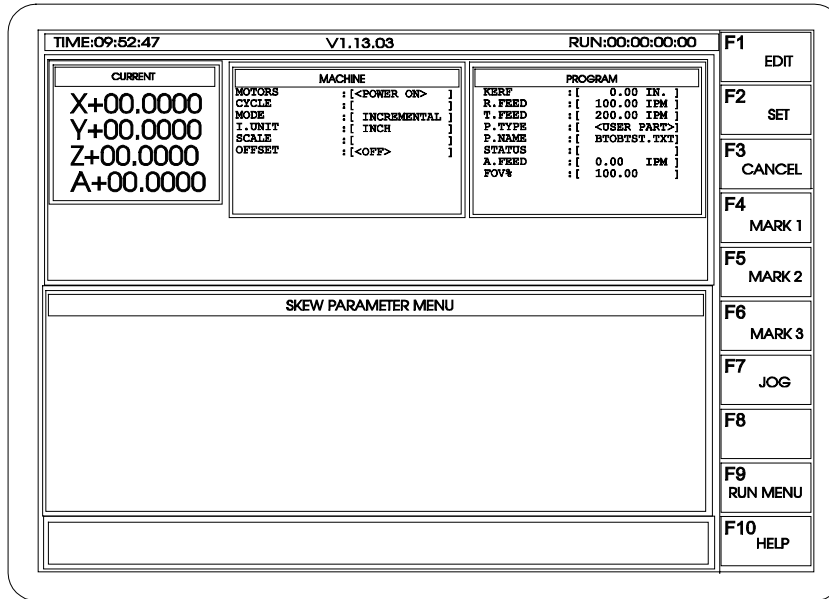 TIME:09:52:47 V1.13.03 RUN:00:00:00:00
CURRENT
X+00.0000
Y+00.0000
Z+00.0000
A+00.0000
MACHINE
MOTORS :[<POWER ON> ]
CYCLE :[ ]
MODE :[ INCREMENTAL ]
I.UNIT :[ INCH ]
SCALE :[ ]
OFFSET :[<OFF> ]
PROGRAM
KERF :[ 0.00 IN. ]
R.FEED :[ 100.00 IPM ]
T.FEED :[ 200.00 IPM ]
P.TYPE :[ <USER PART>]
P.NAME :[ BTOBTST.TXT]
STATUS :[ ]
A.FEED :[ 0.00 IPM ]
FOV% :[ 100.00 ]
SKEW PARAMETER MENU
F1
EDIT
F2
SET
F3
CANCEL
F4
MARK 1
F5
MARK 2
F6
MARK 3
F7
JOG
F8
F9
RUN MENU
F10
HELP